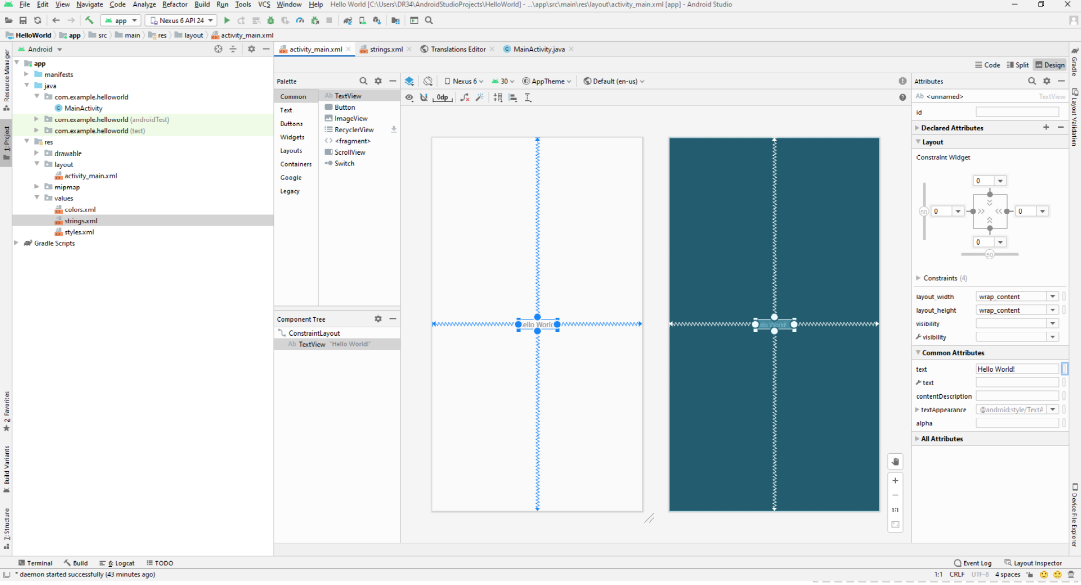 File Edit View Navigate Code Analyze Refactor Build Run Tools VCS Window Help Hello World [C:\Users\DR34\AndroidStudioProjects\HelloWorld] - ...\app\src\main\res\layout\activity_main.xml [app] - Android Studio
app Nexus 6 API 24
HelloWorld app src main res layout activity_main.xml
Android
activity_main.xml strings.xml Translations Editor MainActivity.java
Code Split Design
app
manifests
java
com.example.helloworld
MainActivity
com.example.helloworld (androidTest)
com.example.helloworld (test)
res
drawable
layout
activity_main.xml
mipmap
values
colors.xml
strings.xml
styles.xml
Gradle Scripts
Resource Manager
1: Project
2: Favorites
Build Variants
7: Structure
Palette
Common
Text
Buttons
Widgets
Layouts
Containers
Google
Legacy
Ab TextView
Button
ImageView
RecyclerView
<> <fragment>
ScrollView
Switch
Component Tree
ConstraintLayout
Ab TextView "Hello World!"
Nexus 6 30 AppTheme Default (en-us)
0dp
Hello World!
1:1
Attributes
Ab <unnamed> TextView
id
Declared Attributes
Layout
Constraint Widget
0
0 0
0
Constraints (4)
layout_width wrap_content
layout_height wrap_content
visibility
visibility
Common Attributes
text Hello World!
text
contentDescription
textAppearance @android:style/TextA
alpha
All Attributes
Gradle
Layout Validation
Device File Explorer
Terminal Build 6: Logcat TODO Event Log Layout Inspector
* daemon started successfully (43 minutes ago) 1:1 CRLF UTF-8 4 spaces